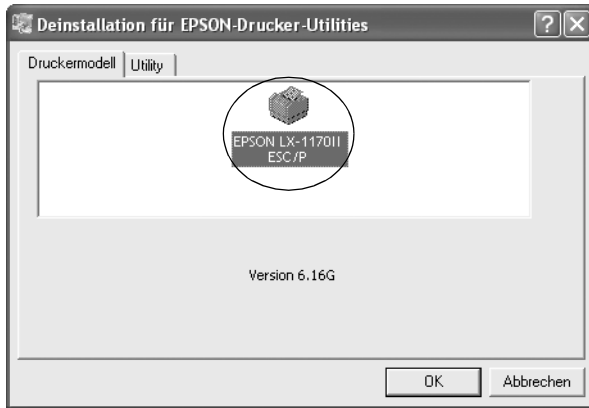 Deinstallation für EPSON-Drucker-Utilities
Druckermodell
Utility
EPSON LX-1170II
ESC/P
Version 6.16G
OK
Abbrechen